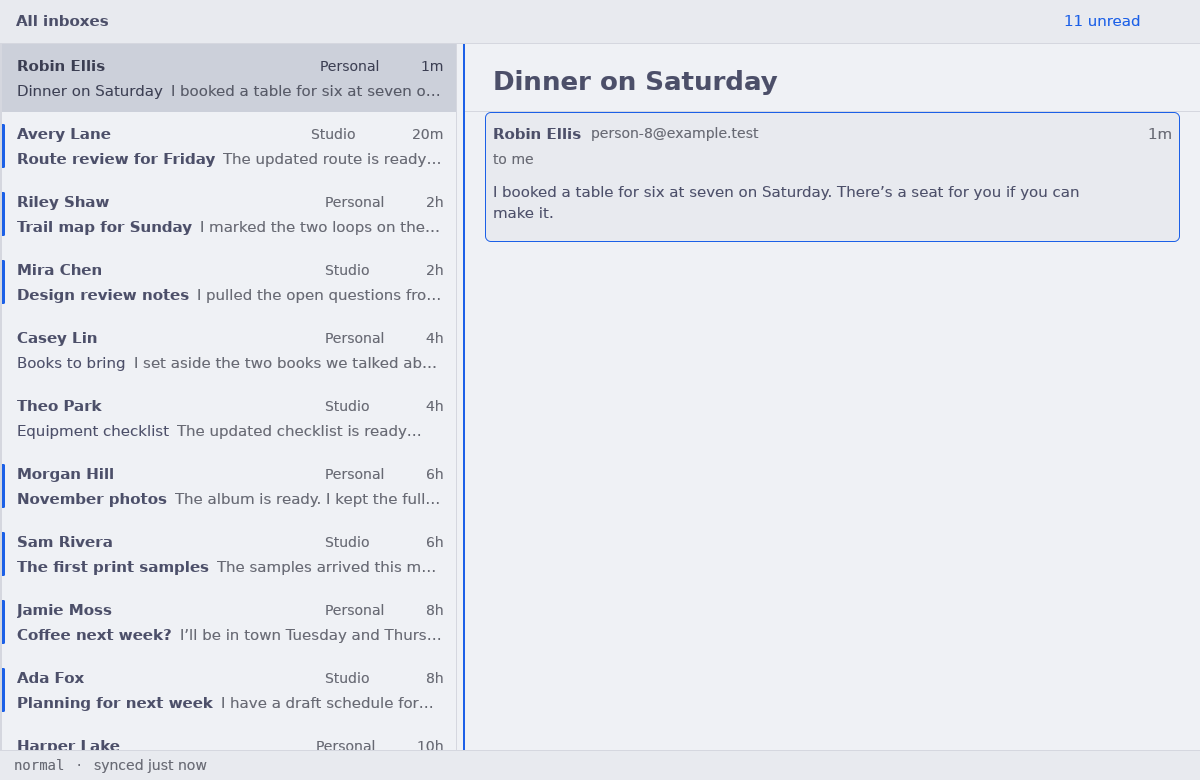 All inboxes
11 unread
Robin Ellis Personal 1m
Dinner on Saturday I booked a table for six at seven o…
Avery Lane Studio 20m
Route review for Friday The updated route is ready…
Riley Shaw Personal 2h
Trail map for Sunday I marked the two loops on the…
Mira Chen Studio 2h
Design review notes I pulled the open questions fro…
Casey Lin Personal 4h
Books to bring I set aside the two books we talked ab…
Theo Park Studio 4h
Equipment checklist The updated checklist is ready…
Morgan Hill Personal 6h
November photos The album is ready. I kept the full…
Sam Rivera Studio 6h
The first print samples The samples arrived this m…
Jamie Moss Personal 8h
Coffee next week? I’ll be in town Tuesday and Thurs…
Ada Fox Studio 8h
Planning for next week I have a draft schedule for…
Harper Lake Personal 10h
Dinner on Saturday
Robin Ellis person-8@example.test 1m
to me
I booked a table for six at seven on Saturday. There’s a seat for you if you can
make it.
normal · synced just now